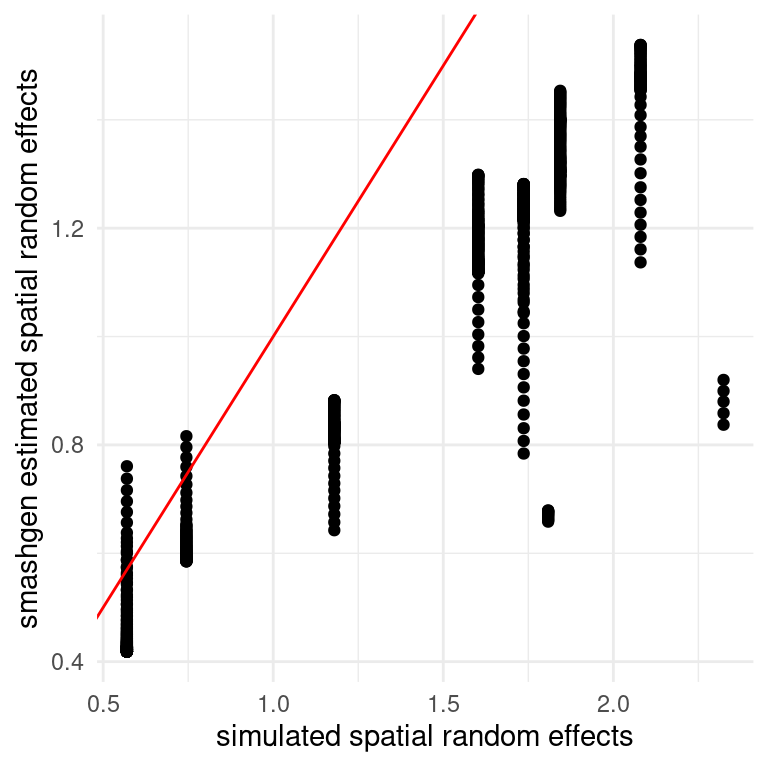 smashgen estimated spatial random effects
1.2
0.8
0.4
0.5 1.0 1.5 2.0
simulated spatial random effects